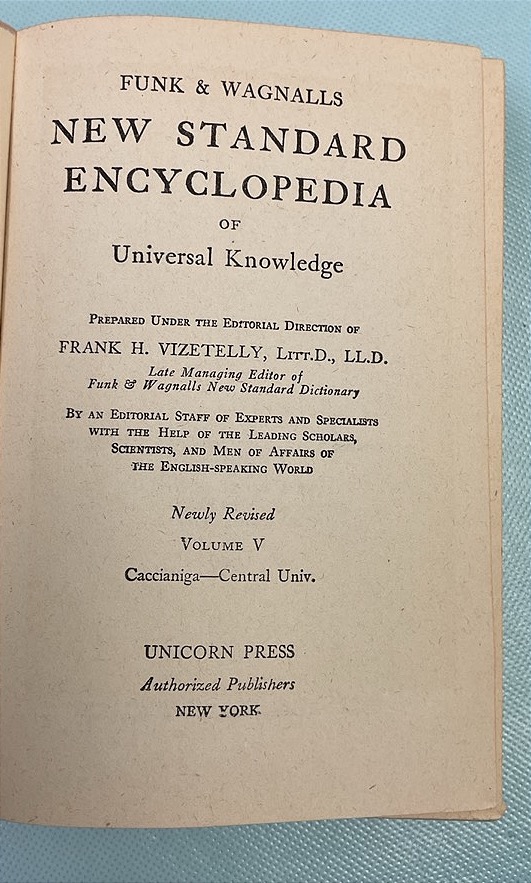 FUNK & WAGNALLS
NEW STANDARD
ENCYCLOPEDIA
OF
Universal Knowledge
PREPARED UNDER THE EDITORIAL DIRECTION OF
FRANK H. VIZETELLY, LITT.D., LL.D.
Late Managing Editor of
Funk & Wagnalls New Standard Dictionary
BY AN EDITORIAL STAFF OF EXPERTS AND SPECIALISTS
WITH THE HELP OF THE LEADING SCHOLARS,
SCIENTISTS, AND MEN OF AFFAIRS OF
THE ENGLISH-SPEAKING WORLD
Newly Revised
VOLUME V
Caccianiga—Central Univ.
UNICORN PRESS
Authorized Publishers
NEW YORK